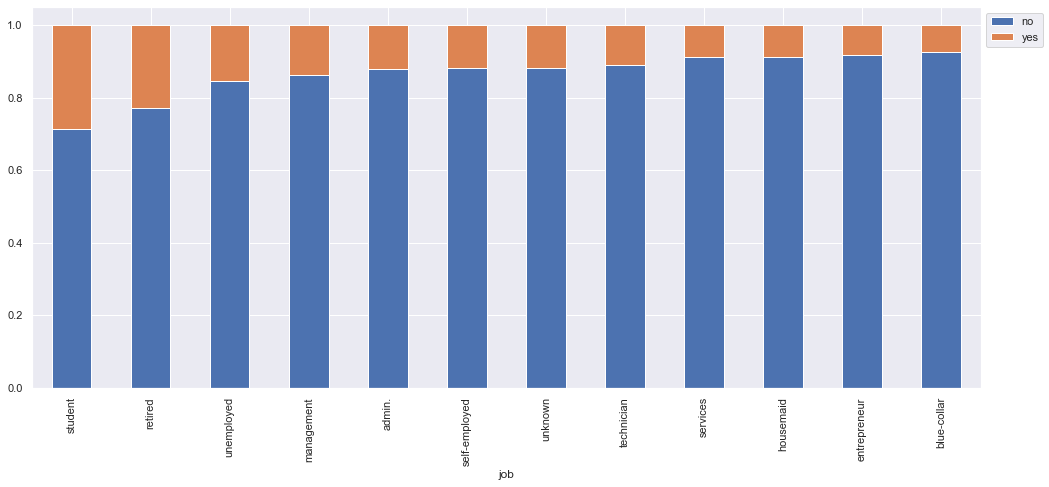 1.0
0.8
0.6
0.4
0.2
0.0
no
yes
student
retired
unemployed
management
admin.
self-employed
unknown
technician
services
housemaid
entrepreneur
blue-collar
job